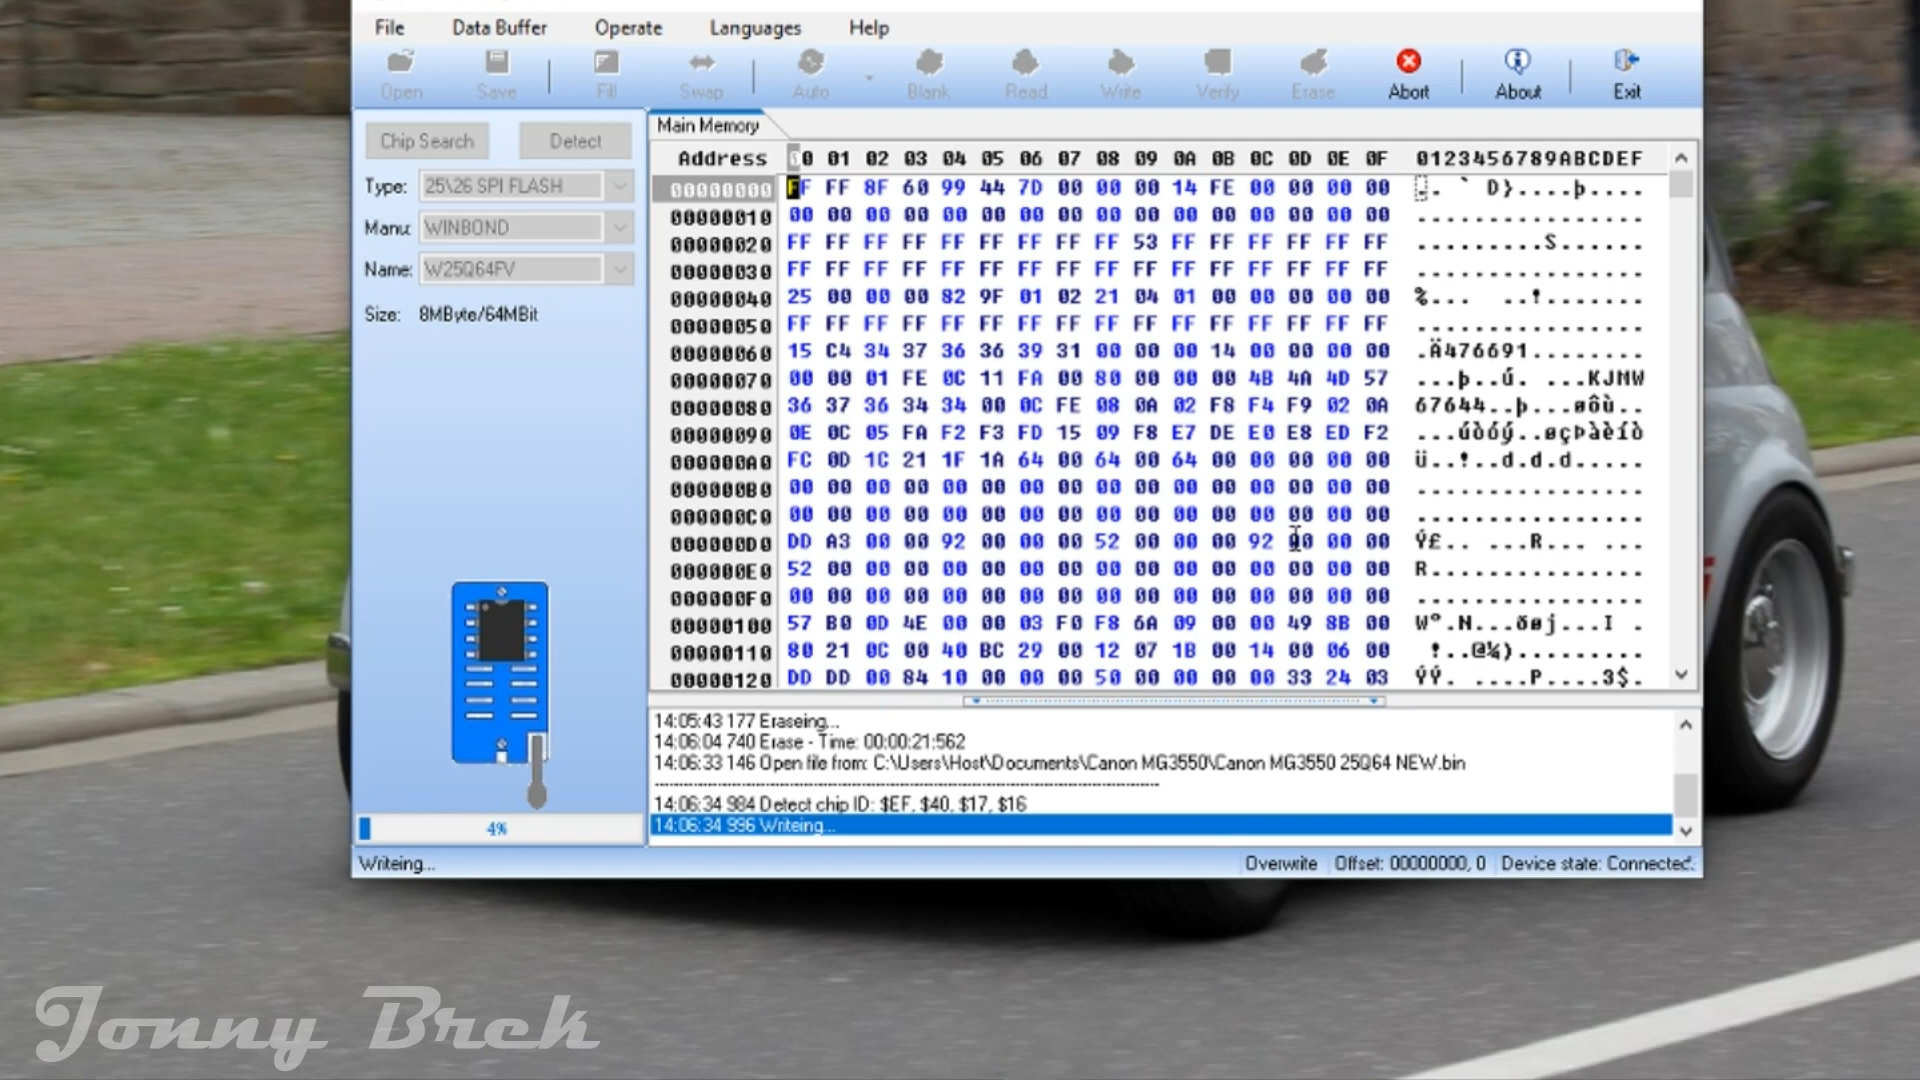 File Data Buffer Operate Languages Help
Open Save Fill Swap Auto Blank Read Write Verify Erase Abort About Exit
Chip Search Detect
Type: 25\26 SPI FLASH
Manu: WINBOND
Name: W25Q64FV
Size: 8MByte/64MBit
4%
Writeing...
Main Memory
Address 00 01 02 03 04 05 06 07 08 09 0A 0B 0C 0D 0E 0F 0123456789ABCDEF
00000000 FF FF 8F 60 99 44 7D 00 00 00 14 FE 00 00 00 00 .. ` D}....þ....
00000010 00 00 00 00 00 00 00 00 00 00 00 00 00 00 00 00 ................
00000020 FF FF FF FF FF FF FF FF FF 53 FF FF FF FF FF FF .........S......
00000030 FF FF FF FF FF FF FF FF FF FF FF FF FF FF FF FF ................
00000040 25 00 00 00 82 9F 01 02 21 04 01 00 00 00 00 00 %...  ..!.......
00000050 FF FF FF FF FF FF FF FF FF FF FF FF FF FF FF FF ................
00000060 15 C4 34 37 36 36 39 31 00 00 00 14 00 00 00 00 .Ä476691........
00000070 00 00 01 FE 0C 11 FA 00 80 00 00 00 4B 4A 4D 57 ...þ..ú. ...KJMW
00000080 36 37 36 34 34 00 0C FE 08 0A 02 F8 F4 F9 02 0A 67644..þ...øôù..
00000090 0E 0C 05 FA F2 F3 FD 15 09 F8 E7 DE E0 E8 ED F2 ...úòóý..øçÞàèíò
000000A0 FC 0D 1C 21 1F 1A 64 00 64 00 64 00 00 00 00 00 ü..!..d.d.d.....
000000B0 00 00 00 00 00 00 00 00 00 00 00 00 00 00 00 00 ................
000000C0 00 00 00 00 00 00 00 00 00 00 00 00 00 00 00 00 ................
000000D0 DD A3 00 00 92 00 00 00 52 00 00 00 92 00 00 00 Ý£.. ...R... ...
000000E0 52 00 00 00 00 00 00 00 00 00 00 00 00 00 00 00 R...............
000000F0 00 00 00 00 00 00 00 00 00 00 00 00 00 00 00 00 ................
00000100 57 B0 0D 4E 00 00 03 F0 F8 6A 09 00 00 49 8B 00 W°.N...ðøj...I .
00000110 80 21 0C 00 40 BC 29 00 12 07 1B 00 14 00 06 00  !..@¼).........
00000120 DD DD 00 84 10 00 00 00 50 00 00 00 00 33 24 03 ÝÝ. ....P....3$.
14:05:43 177 Eraseing...
14:06:04 740 Erase - Time: 00:00:21:562
14:06:33 146 Open file from: C:\Users\Host\Documents\Canon MG3550\Canon MG3550 25Q64 NEW.bin
14:06:34 984 Detect chip ID: $EF, $40, $17, $16
14:06:34 996 Writeing...
Overwrite Offset: 00000000, 0 Device state: Connected.
Jonny Brek